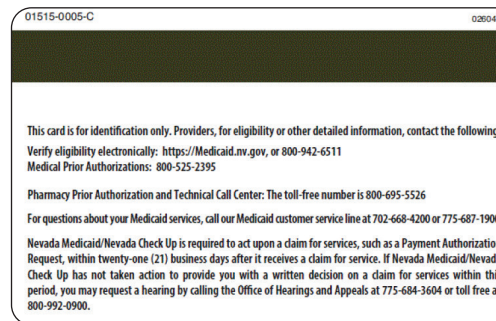 01515-0005-C
02604
This card is for identification only. Providers, for eligibility or other detailed information, contact the following
Verify eligibility electronically: https://Medicaid.nv.gov, or 800-942-6511
Medical Prior Authorizations: 800-525-2395
Pharmacy Prior Authorization and Technical Call Center: The toll-free number is 800-695-5526
For questions about your Medicaid services, call our Medicaid customer service line at 702-668-4200 or 775-687-1900
Nevada Medicaid/Nevada Check Up is required to act upon a claim for services, such as a Payment Authorizatio
Request, within twenty-one (21) business days after it receives a claim for service. If Nevada Medicaid/Nevad
Check Up has not taken action to provide you with a written decision on a claim for services within thi
period, you may request a hearing by calling the Office of Hearings and Appeals at 775-684-3604 or toll free a
800-992-0900.